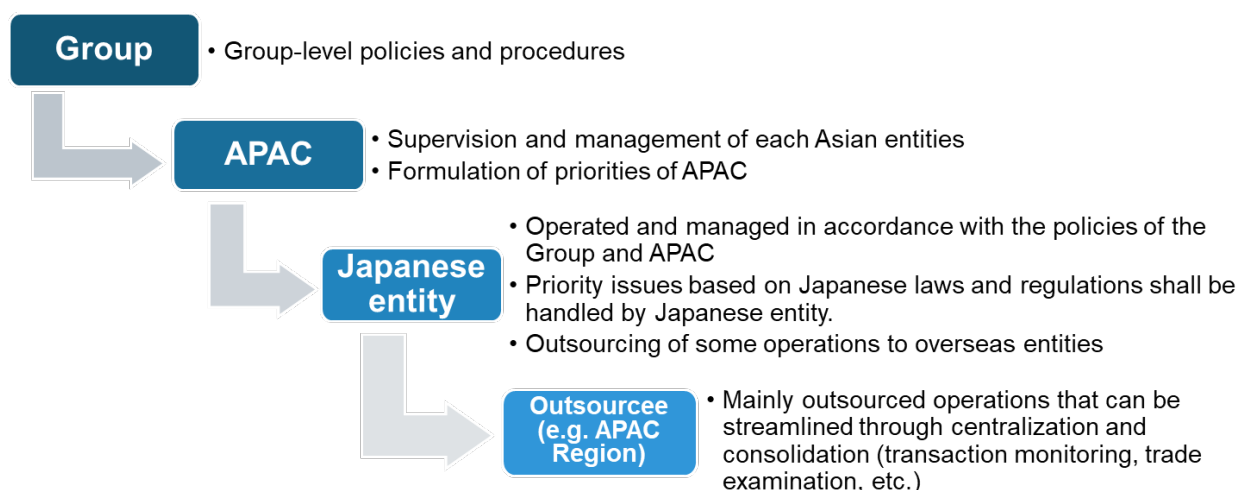 Group
• Group-level policies and procedures
APAC
• Supervision and management of each Asian entities
• Formulation of priorities of APAC
Japanese
entity
• Operated and managed in accordance with the policies of the
Group and APAC
• Priority issues based on Japanese laws and regulations shall be
handled by Japanese entity.
• Outsourcing of some operations to overseas entities
Outsourcee
(e.g. APAC
Region)
• Mainly outsourced operations that can be
streamlined through centralization and
consolidation (transaction monitoring, trade
examination, etc.)